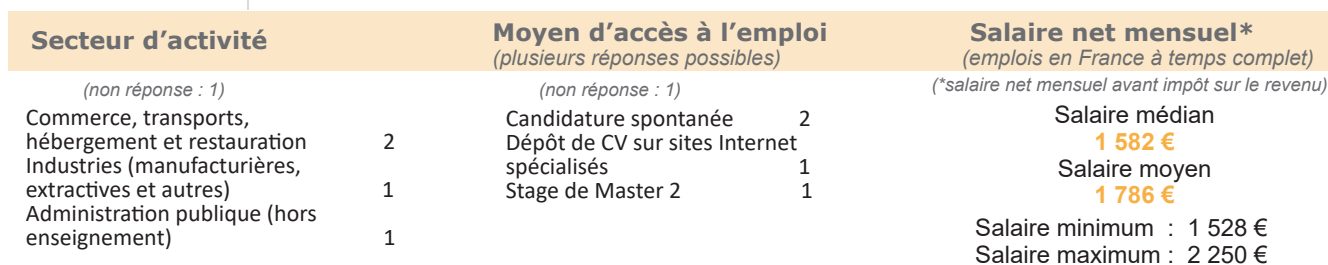 Secteur d'activité
(non réponse : 1)
Commerce, transports,
hébergement et restauration 2
Industries (manufacturières,
extractives et autres) 1
Administration publique (hors
enseignement) 1
Moyen d'accès à l'emploi
(plusieurs réponses possibles)
(non réponse : 1)
Candidature spontanée 2
Dépôt de CV sur sites Internet
spécialisés 1
Stage de Master 2 1
Salaire net mensuel*
(emplois en France à temps complet)
(*salaire net mensuel avant impôt sur le revenu)
Salaire médian
1 582 €
Salaire moyen
1 786 €
Salaire minimum : 1 528 €
Salaire maximum : 2 250 €